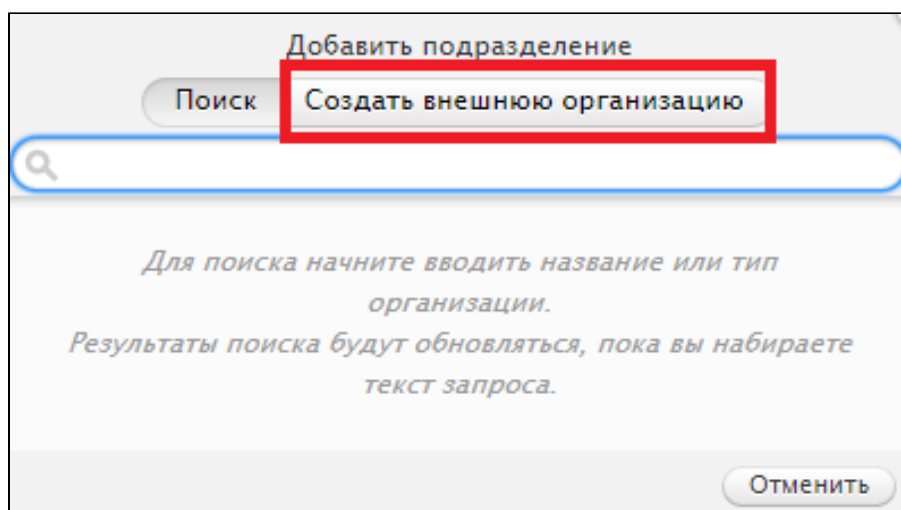 Добавить подразделение
Поиск Создать внешнюю организацию
Для поиска начните вводить название или тип
организации.
Результаты поиска будут обновляться, пока вы набираете
текст запроса.
Отменить